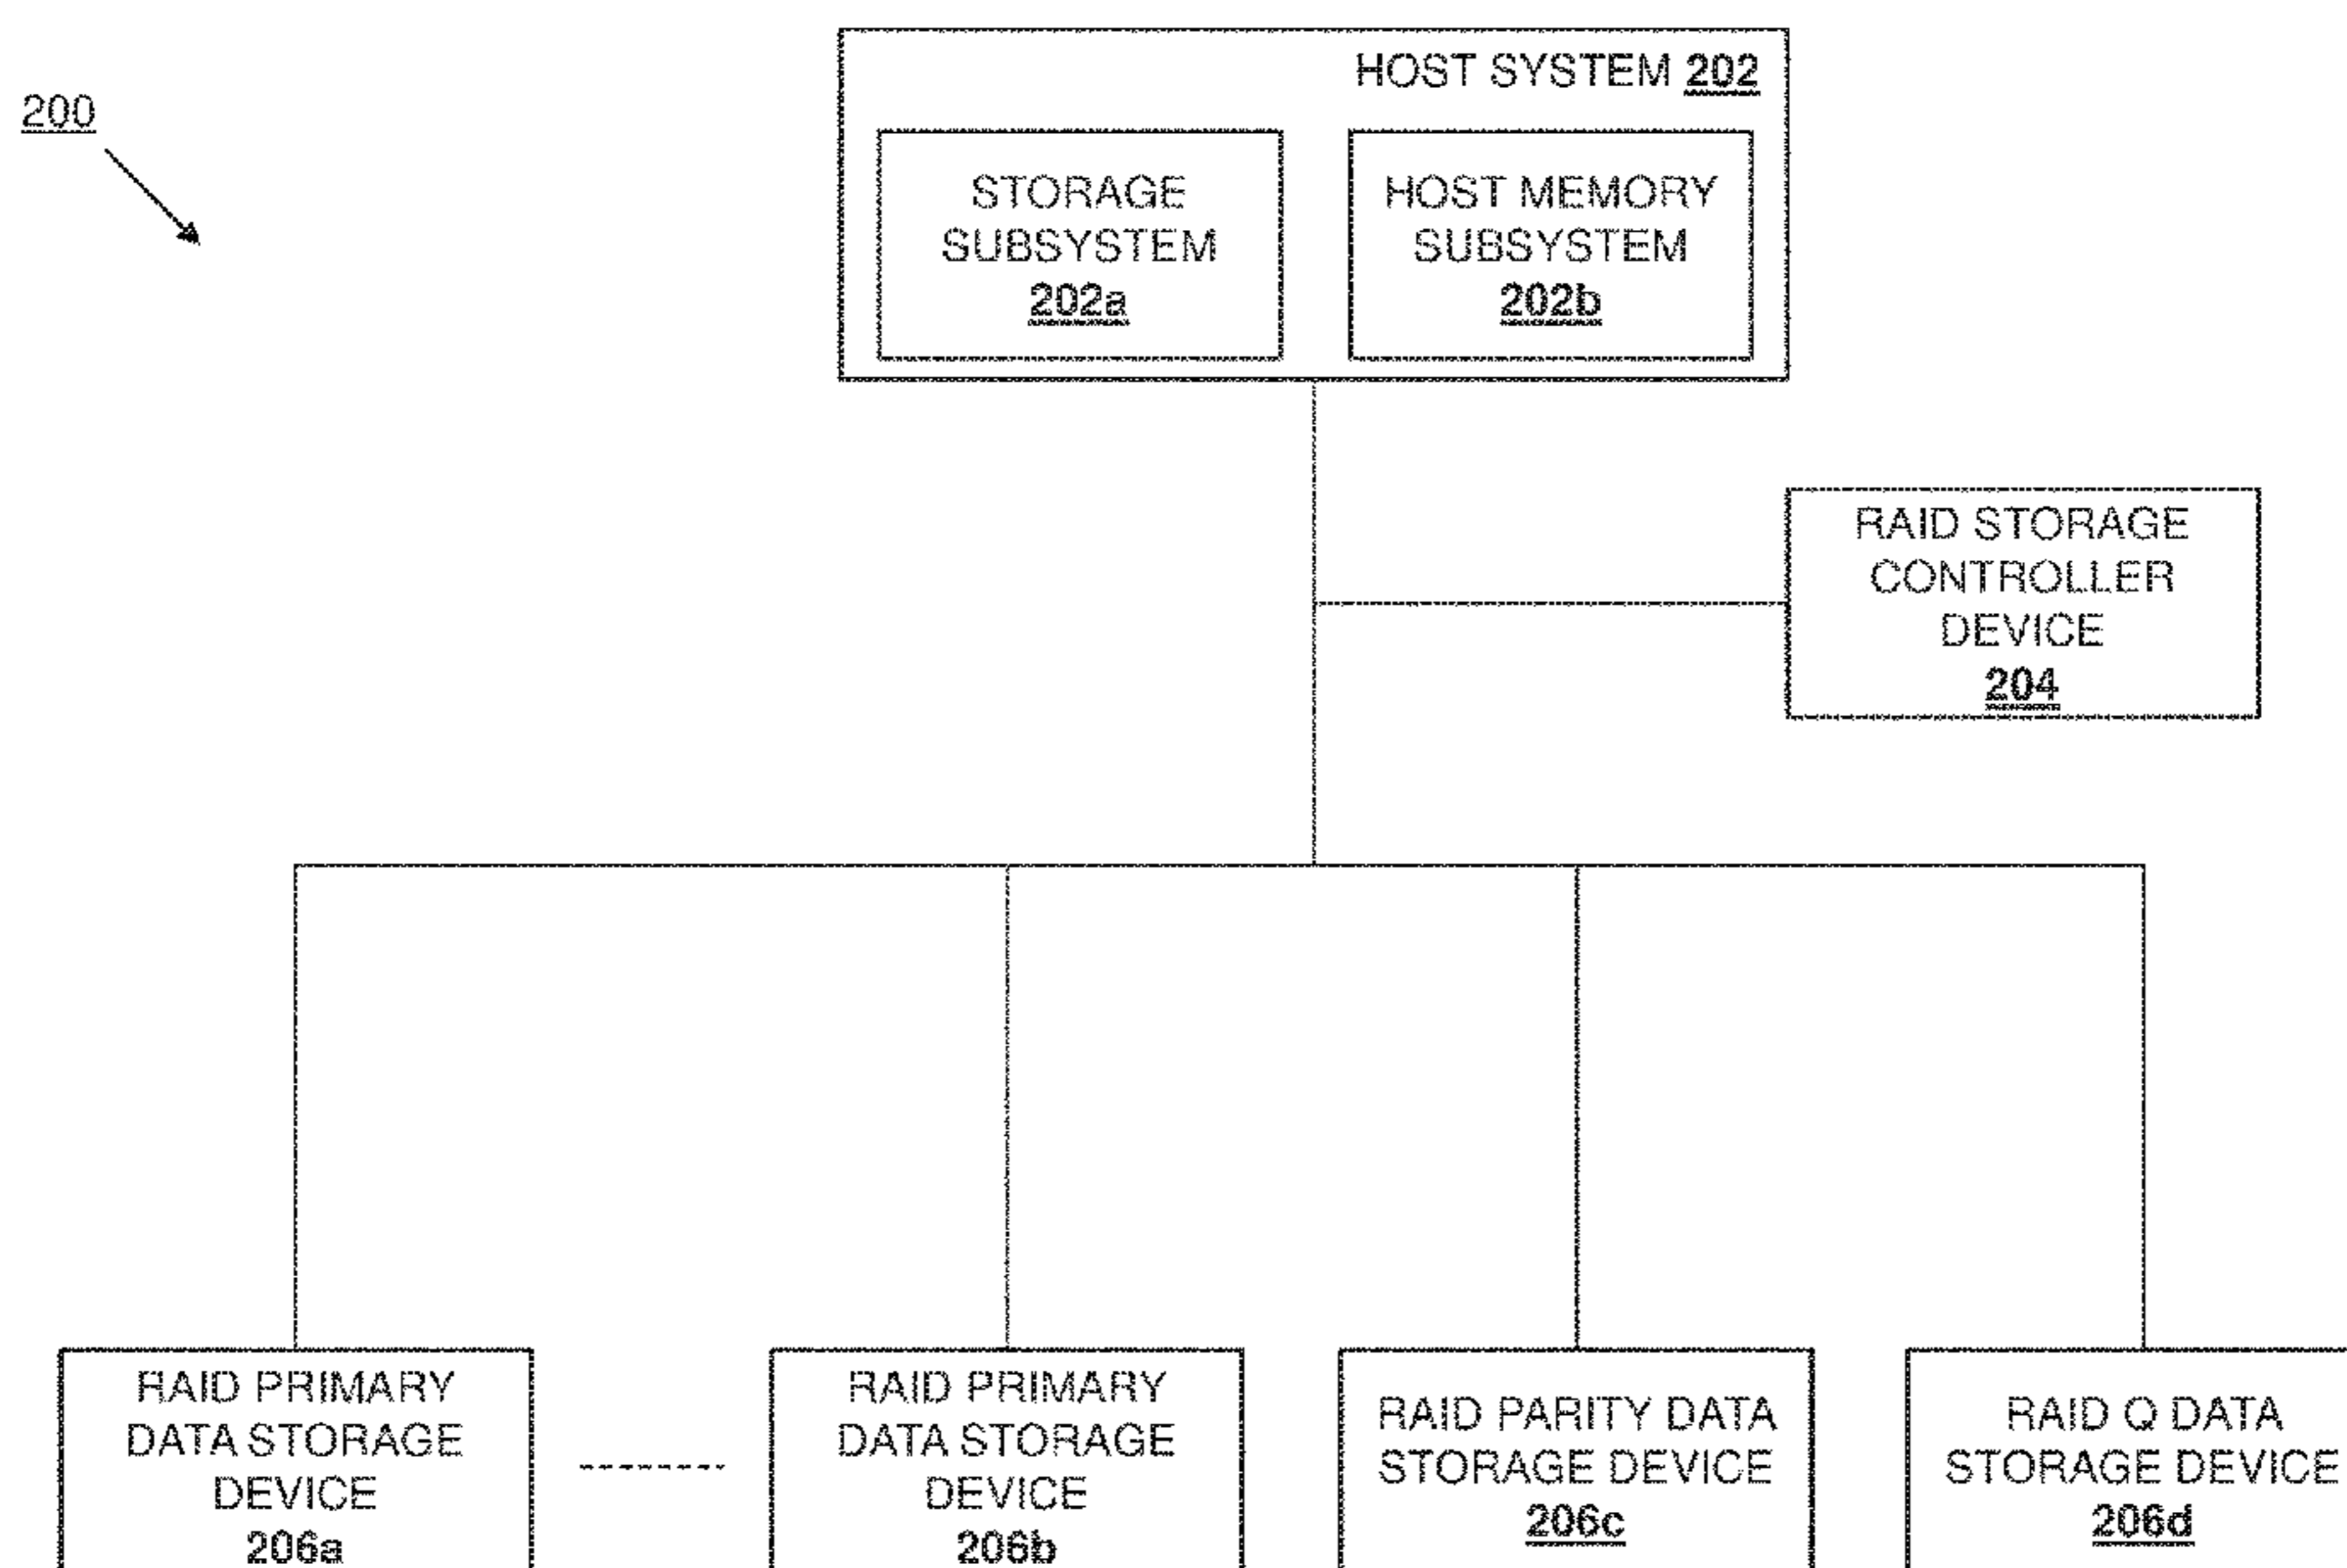 200
HOST SYSTEM 202
STORAGE
SUBSYSTEM
202a
HOST MEMORY
SUBSYSTEM
202b
RAID STORAGE
CONTROLLER
DEVICE
204
RAID PRIMARY
DATA STORAGE
DEVICE
206a
RAID PRIMARY
DATA STORAGE
DEVICE
206b
RAID PARITY DATA
STORAGE DEVICE
206c
RAID Q DATA
STORAGE DEVICE
206d